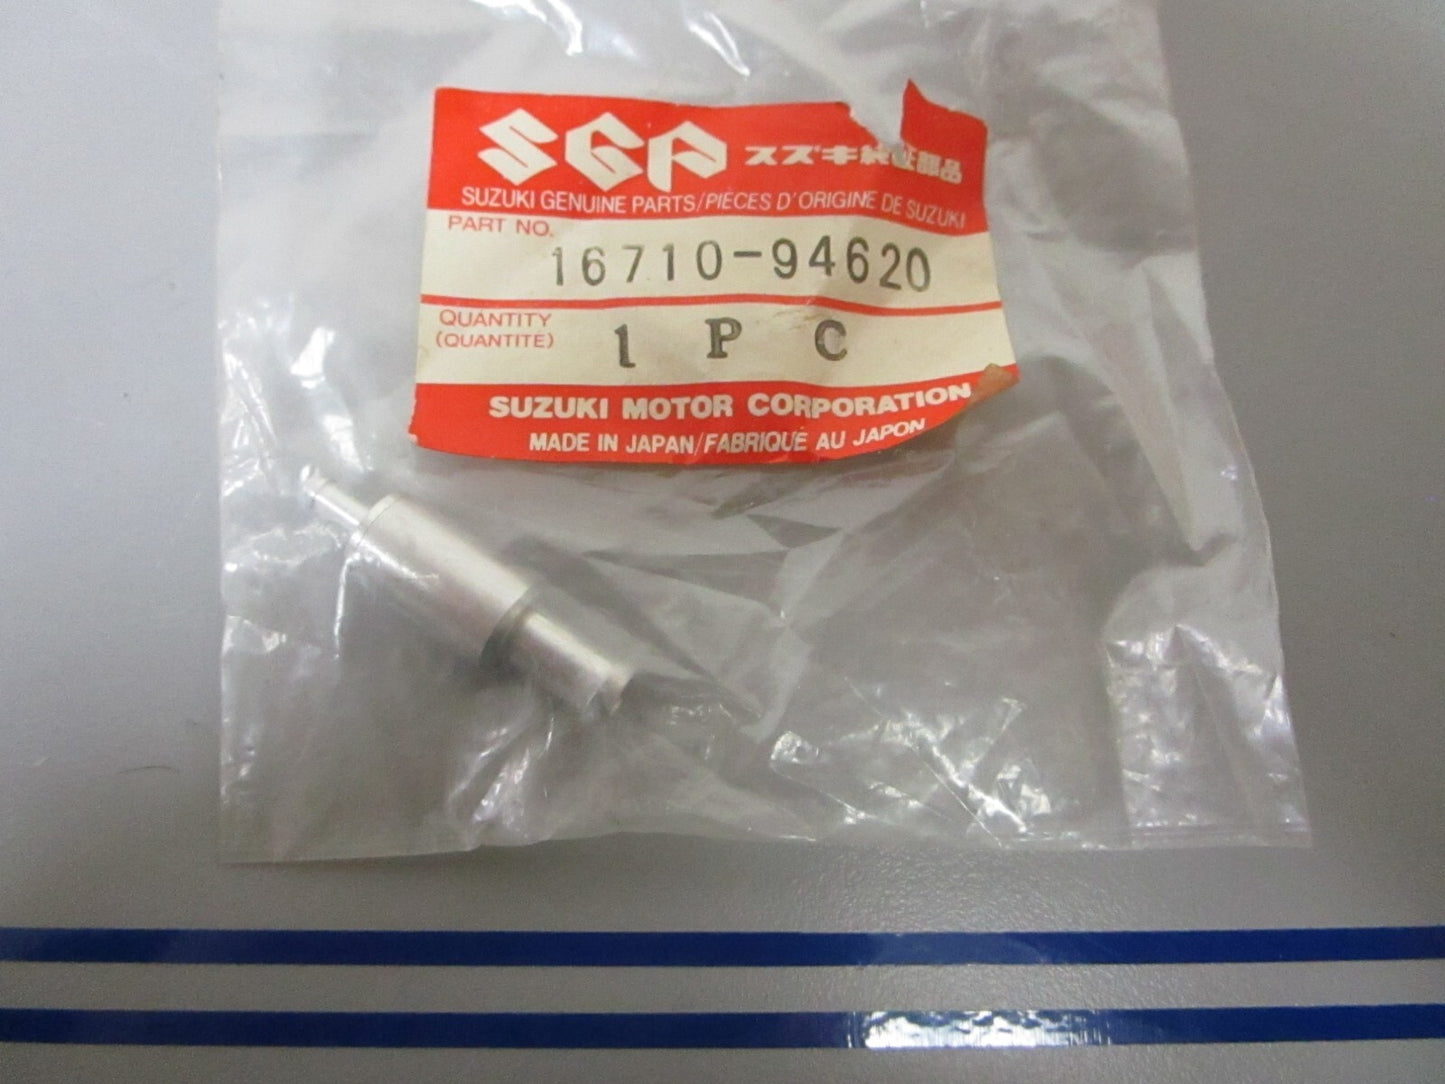 SGP スズキ純正部品
SUZUKI GENUINE PARTS/PIÈCES D'ORIGINE DE SUZUKI
PART NO.
16710-94620
QUANTITY
(QUANTITÉ)
1 P C
SUZUKI MOTOR CORPORATION
MADE IN JAPAN/FABRIQUÉ AU JAPON